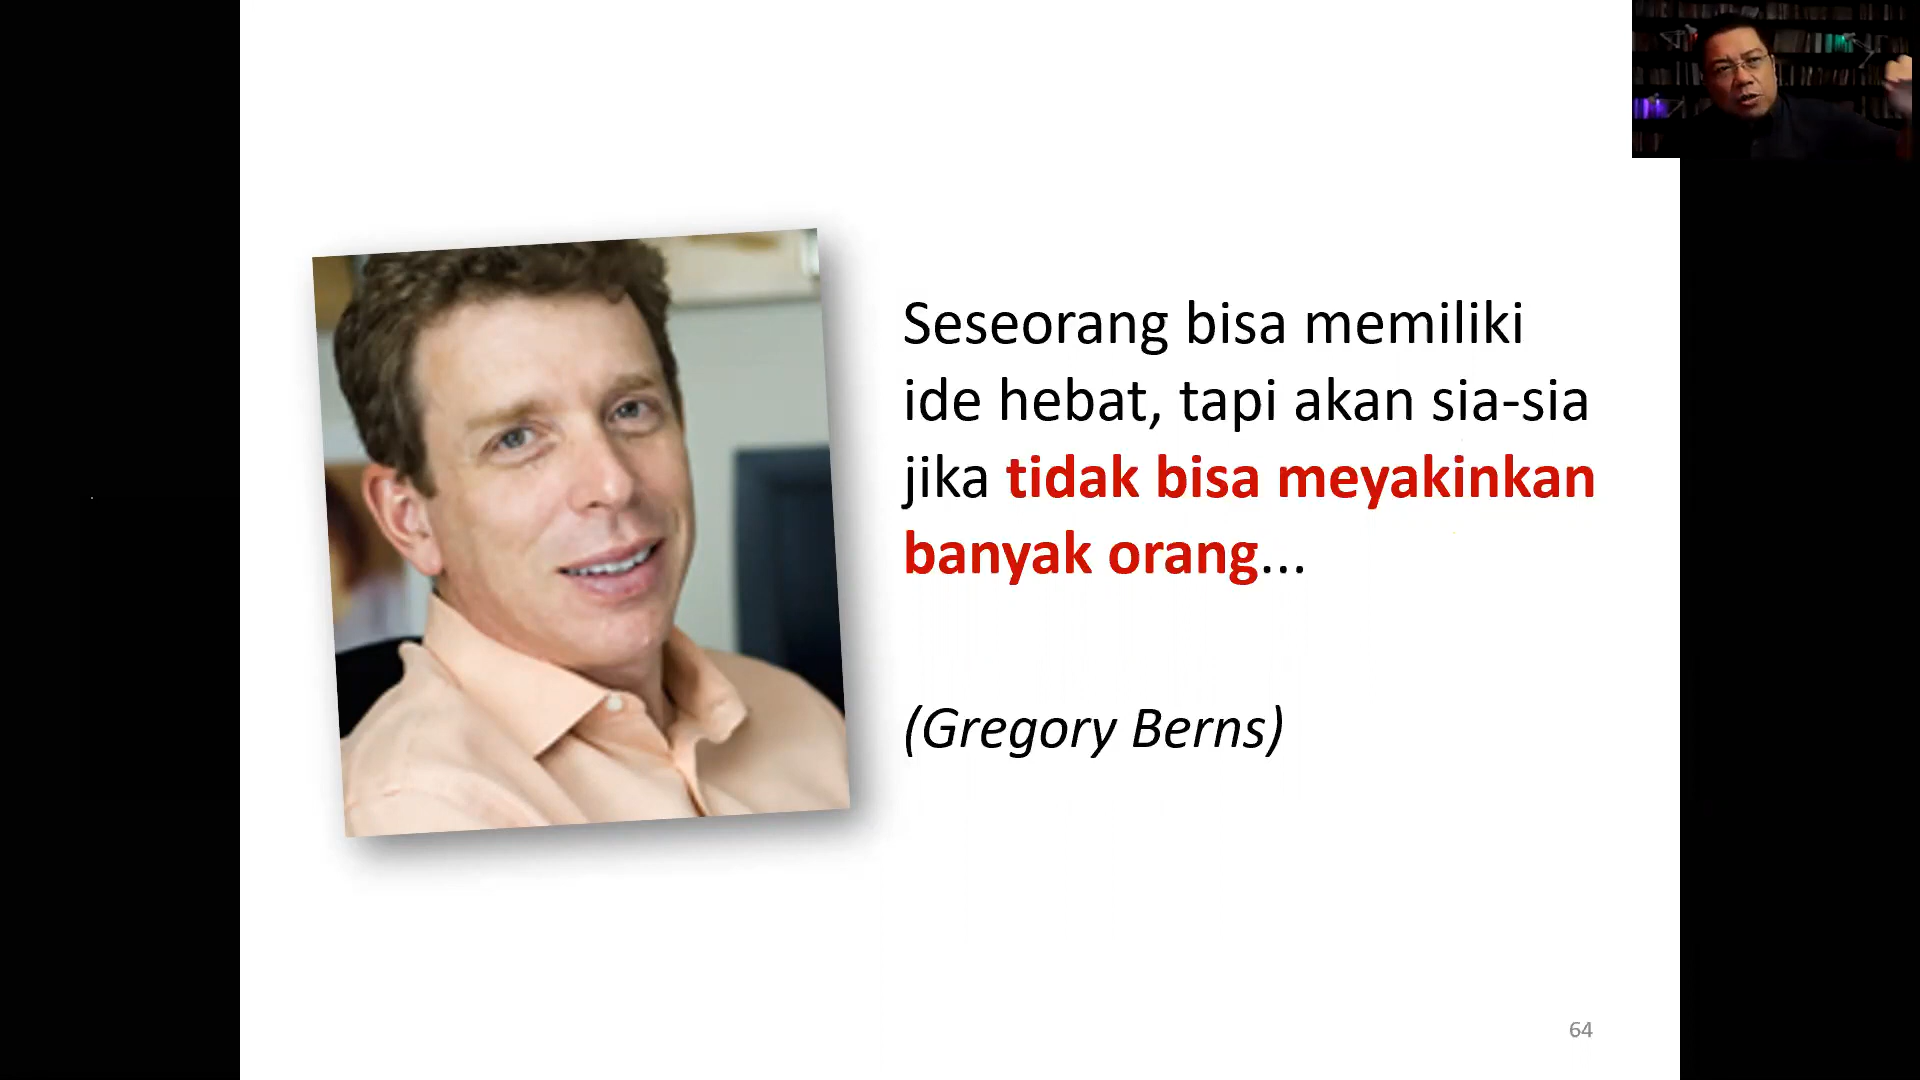 Seseorang bisa memiliki
ide hebat, tapi akan sia-sia
jika tidak bisa meyakinkan
banyak orang...
(Gregory Berns)
64